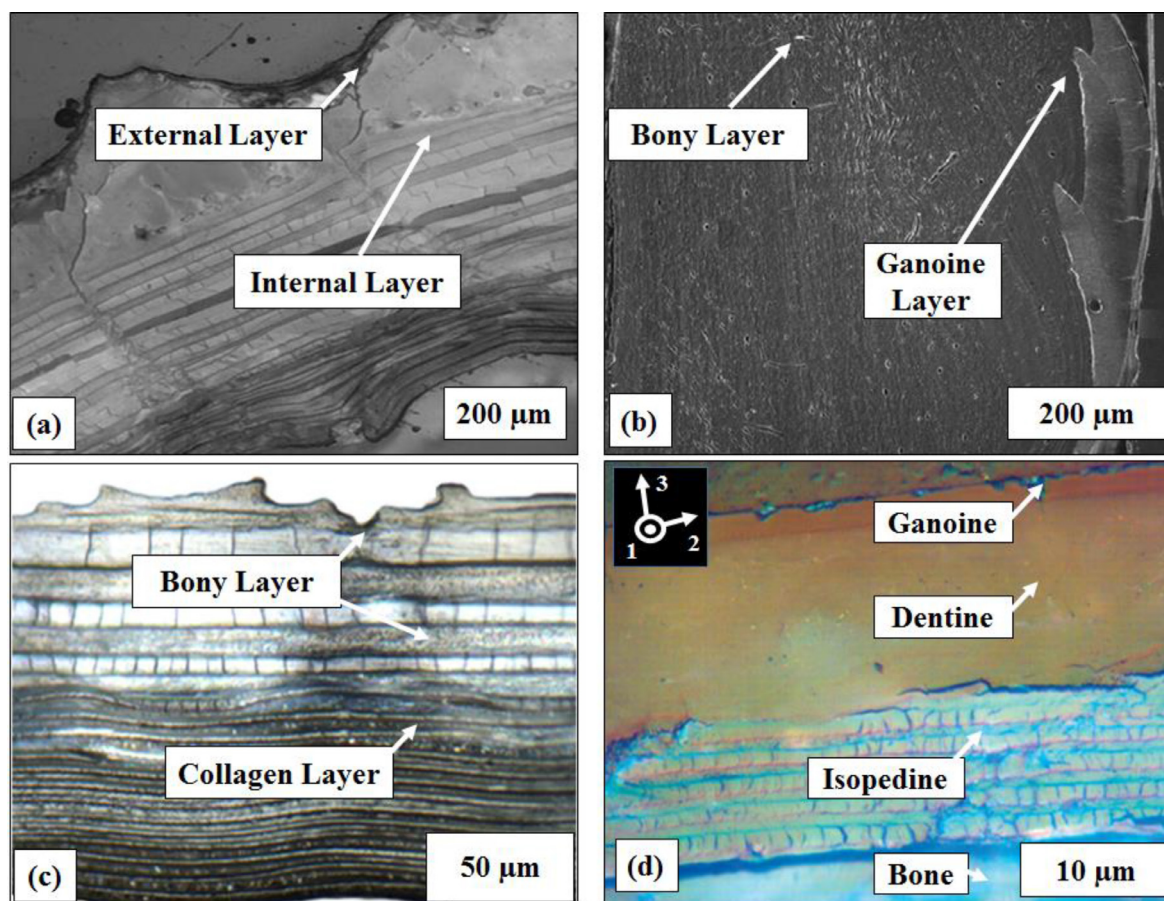 External Layer
Internal Layer
(a)
200 µm
Bony Layer
Ganoine
Layer
(b)
200 µm
Bony Layer
Collagen Layer
(c)
50 µm
3
1
2
Ganoine
Dentine
Isopedine
Bone
(d)
10 µm